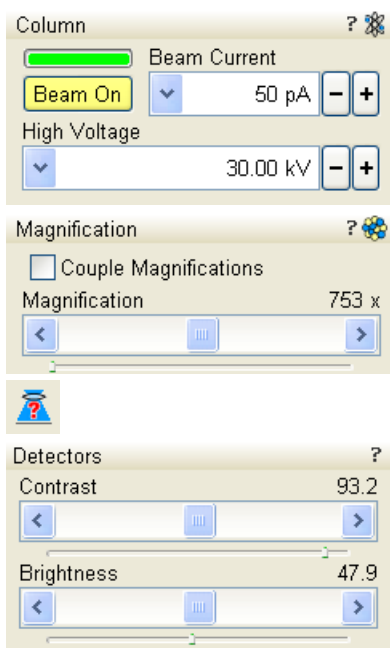 Column ?
Beam Current
Beam On 50 pA - +
High Voltage
30.00 kV - +
Magnification ?
Couple Magnifications
Magnification 753 x
?
Detectors ?
Contrast 93.2
Brightness 47.9